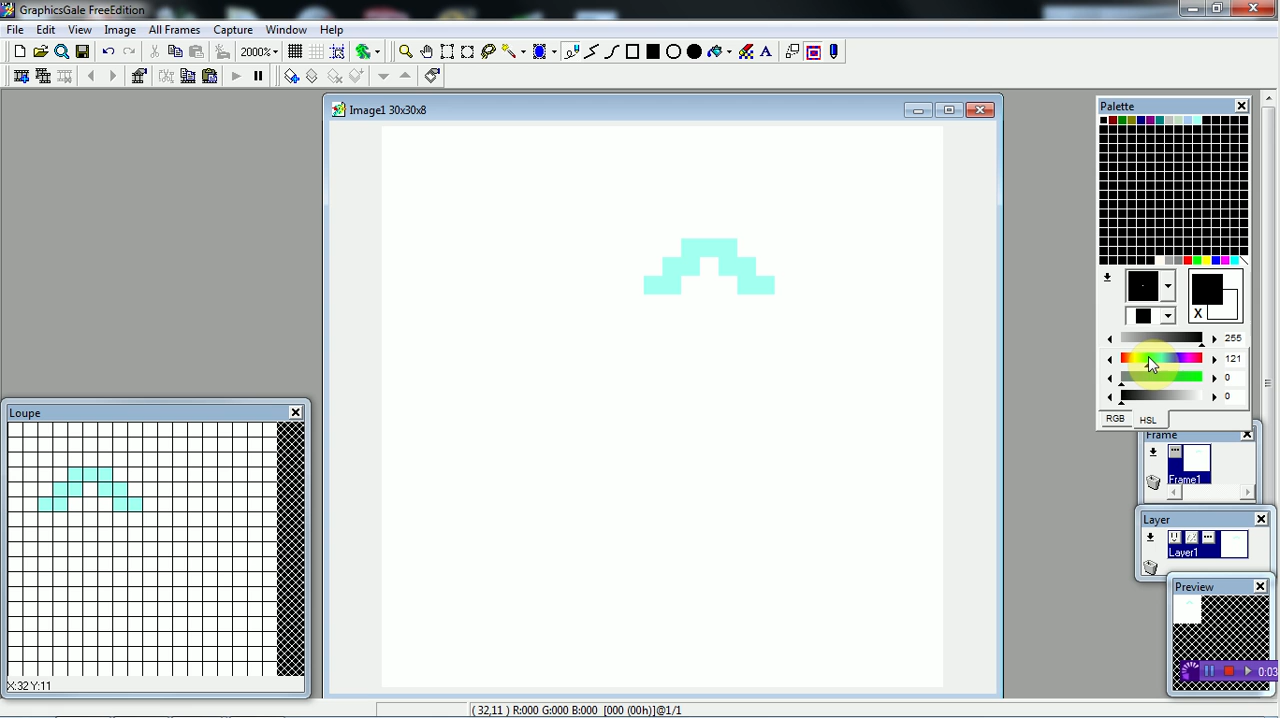 GraphicsGale FreeEdition
File Edit View Image All Frames Capture Window Help
2000%
Image1 30x30x8
Palette
X
255
121
0
0
RGB HSL
Loupe
X:32 Y:11
Frame
Frame1
Layer
Layer1
Preview
0:03
( 32,11 ) R:000 G:000 B:000 [000 (00h)]@1/1